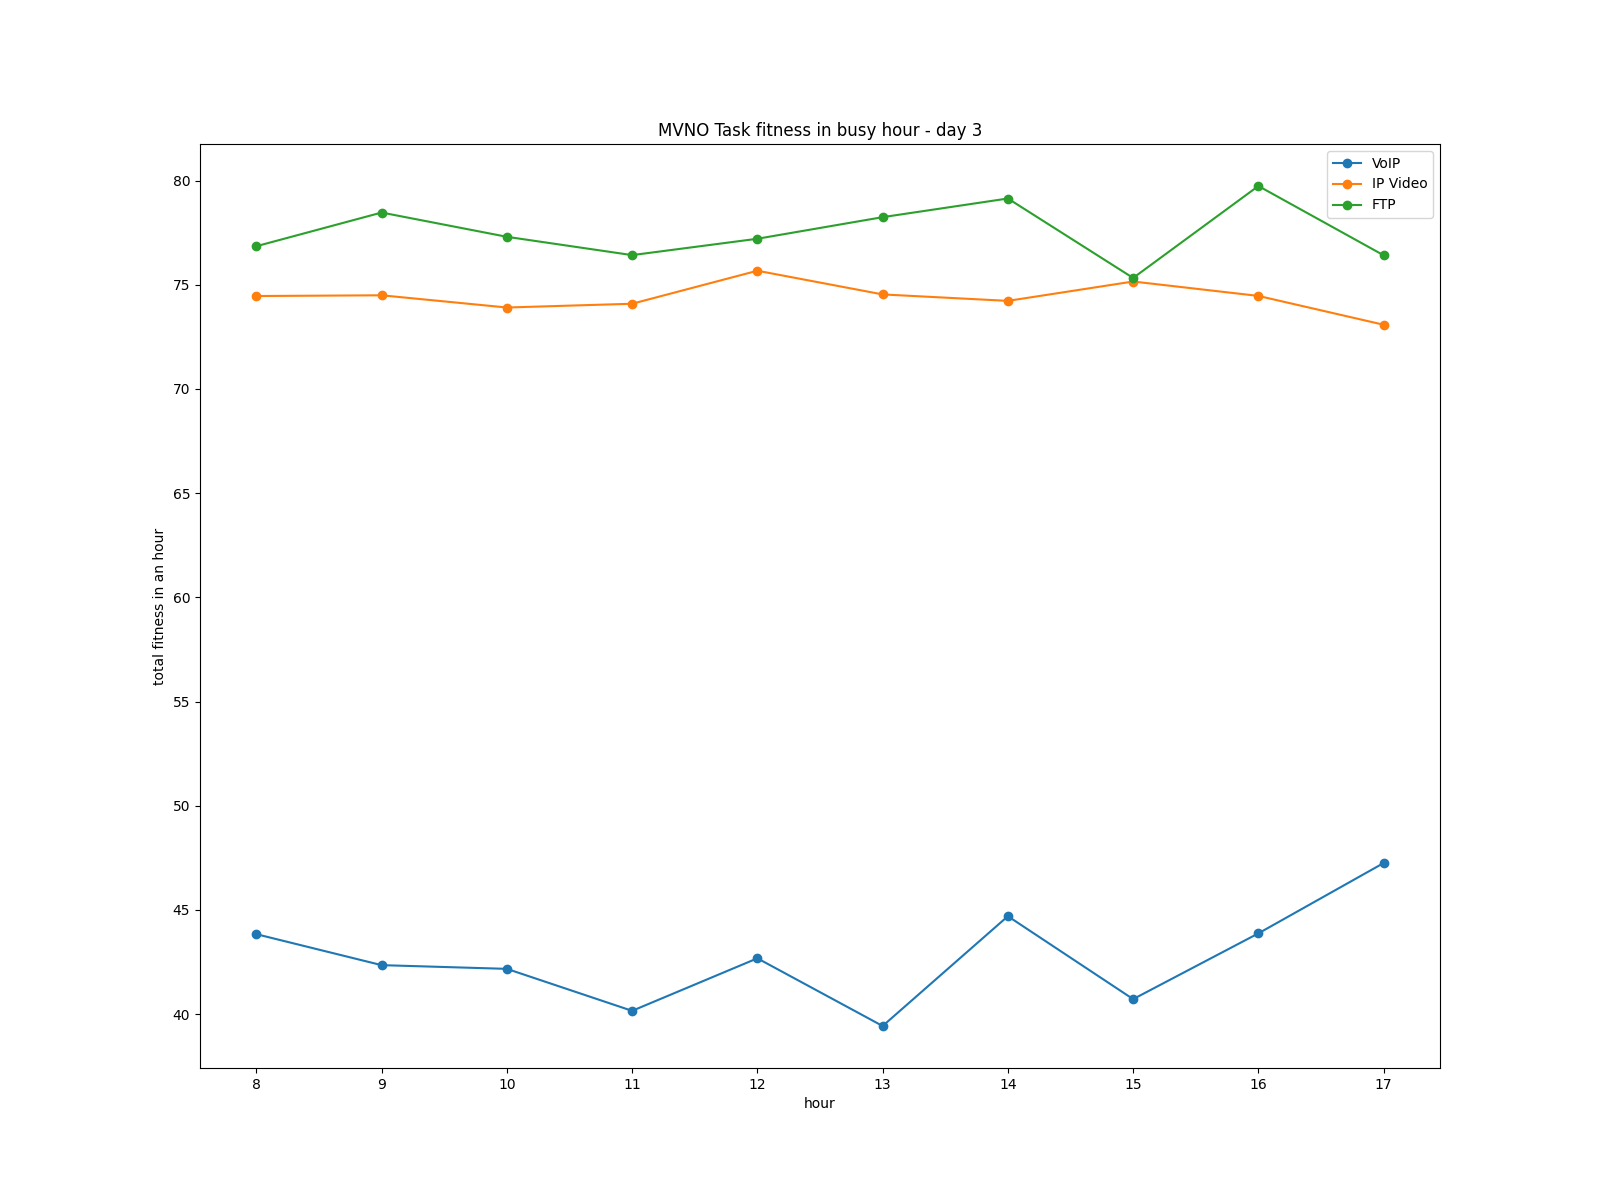 MVNO Task fitness in busy hour - day 3
VoIP
IP Video
FTP
80
75
70
65
60
55
50
45
40
total fitness in an hour
8 9 10 11 12 13 14 15 16 17
hour